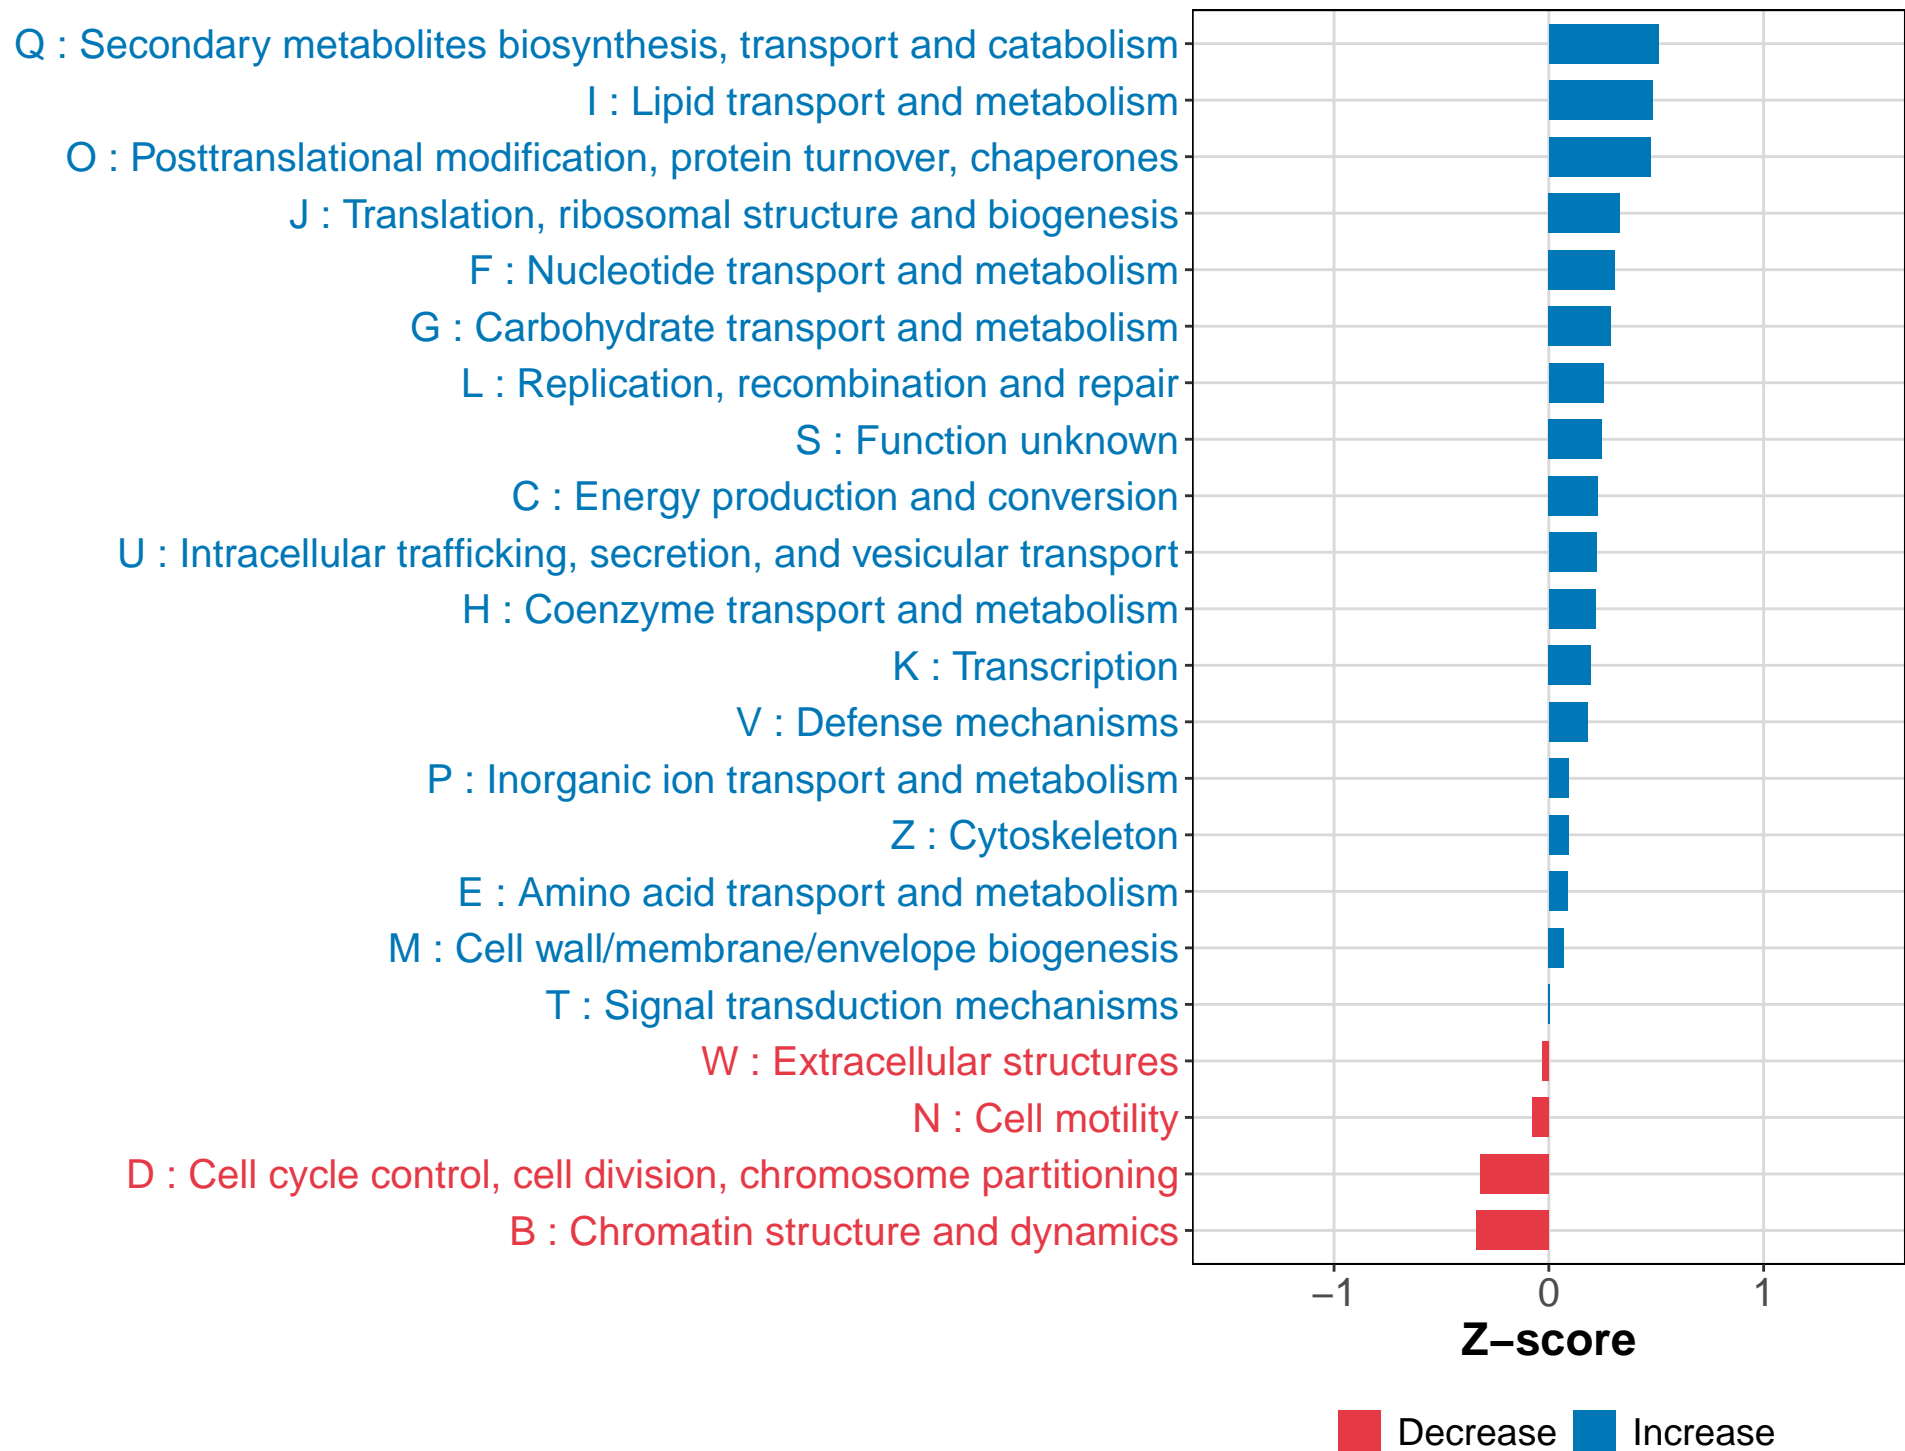 Q : Secondary metabolites biosynthesis, transport and catabolism
I : Lipid transport and metabolism
O : Posttranslational modification, protein turnover, chaperones
J : Translation, ribosomal structure and biogenesis
F : Nucleotide transport and metabolism
G : Carbohydrate transport and metabolism
L : Replication, recombination and repair
S : Function unknown
C : Energy production and conversion
U : Intracellular trafficking, secretion, and vesicular transport
H : Coenzyme transport and metabolism
K : Transcription
V : Defense mechanisms
P : Inorganic ion transport and metabolism
Z : Cytoskeleton
E : Amino acid transport and metabolism
M : Cell wall/membrane/envelope biogenesis
T : Signal transduction mechanisms
W : Extracellular structures
N : Cell motility
D : Cell cycle control, cell division, chromosome partitioning
B : Chromatin structure and dynamics
−1 0 1
Z−score
Decrease Increase